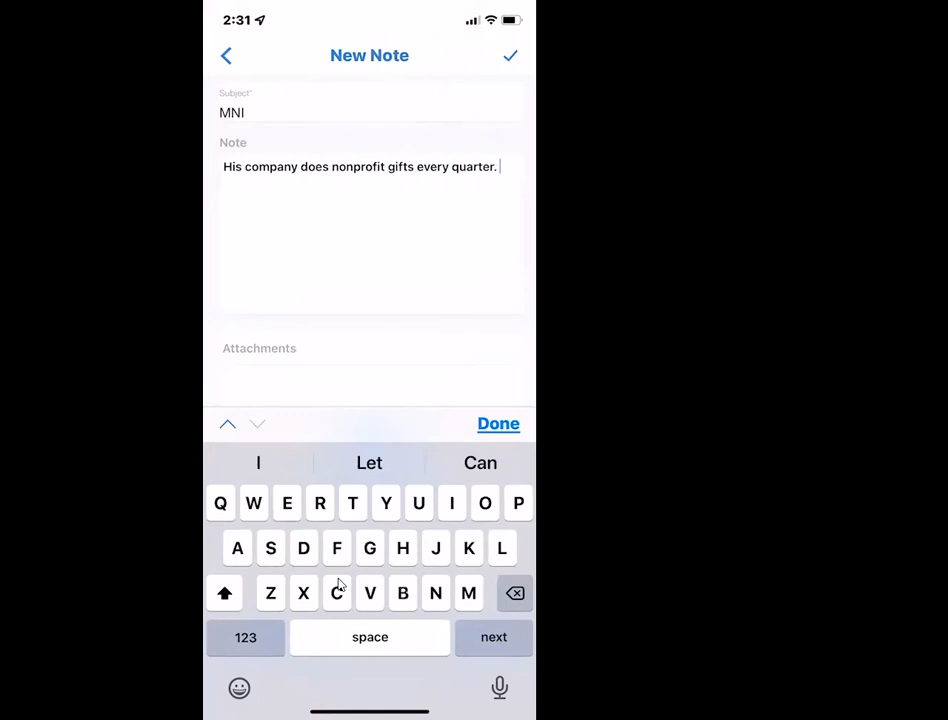 2:31
New Note
Subject*
MNI
Note
His company does nonprofit gifts every quarter.
Attachments
Done
I Let Can
Q W E R T Y U I O P
A S D F G H J K L
Z X C V B N M
123 space next